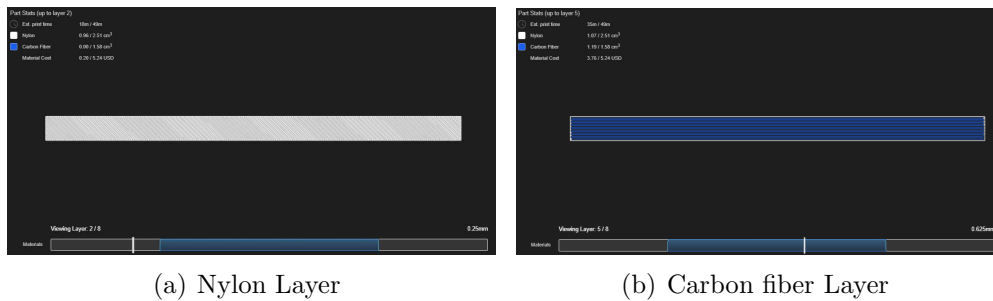 Part Stats (up to layer 2)
Est. print time 18m / 49m
Nylon 0.96 / 2.51 cm³
Carbon Fiber 0.00 / 1.58 cm³
Material Cost 0.20 / 5.24 USD
Viewing Layer: 2 / 8 0.25mm
Materials
(a) Nylon Layer
Part Stats (up to layer 5)
Est. print time 35m / 49m
Nylon 1.07 / 2.51 cm³
Carbon Fiber 1.19 / 1.58 cm³
Material Cost 3.76 / 5.24 USD
Viewing Layer: 5 / 8 0.625mm
Materials
(b) Carbon fiber Layer